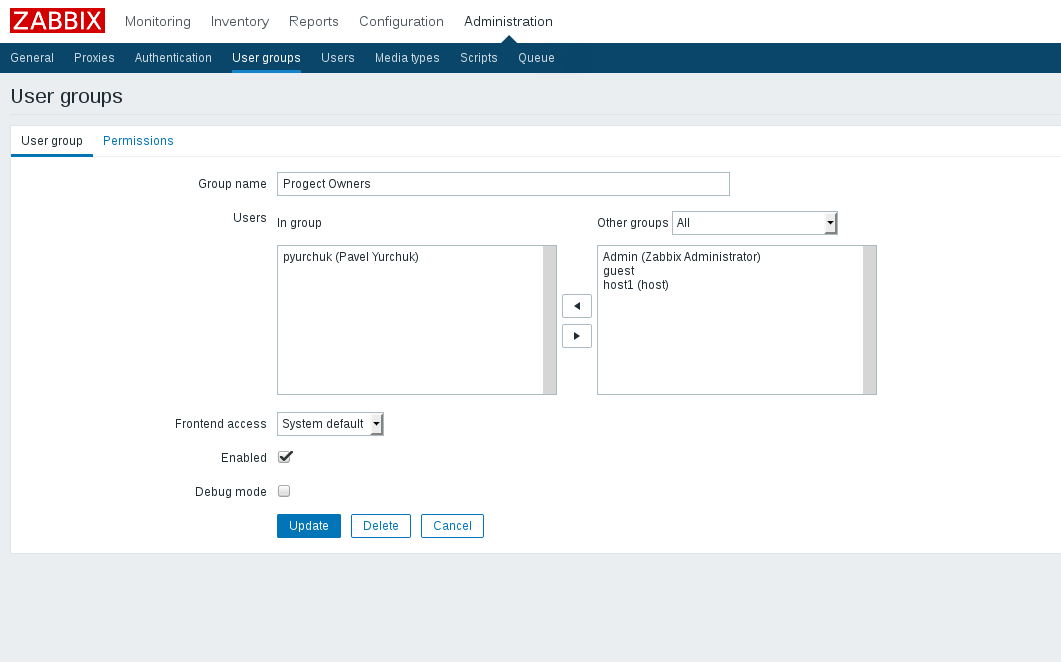 ZABBIX Monitoring Inventory Reports Configuration Administration
General Proxies Authentication User groups Users Media types Scripts Queue
User groups
User group Permissions
Group name Progect Owners
Users In group Other groups All
pyurchuk (Pavel Yurchuk) Admin (Zabbix Administrator)
guest
host1 (host)
Frontend access System default
Enabled
Debug mode
Update Delete Cancel